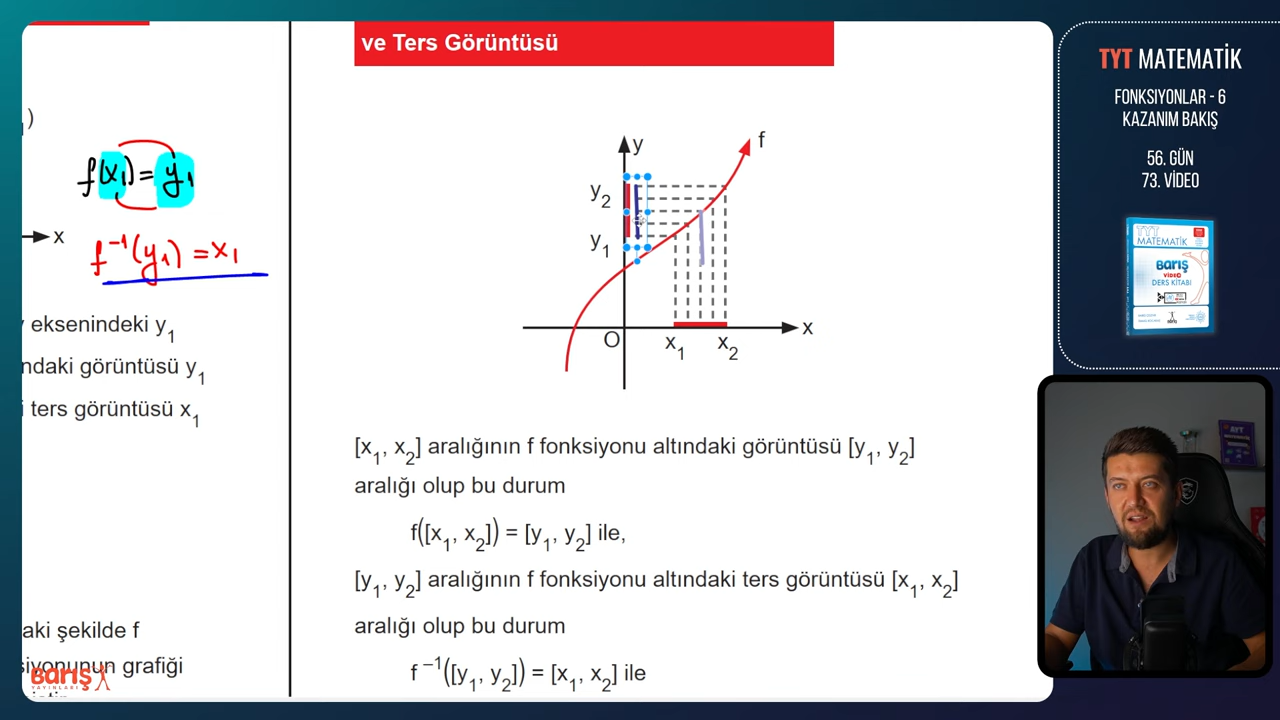 ve Ters Görüntüsü
)
f(x₁) = y₁
f⁻¹(y₁) = x₁
x
eksenindeki y₁
ndaki görüntüsü y₁
ters görüntüsü x₁
aki şekilde f
siyonunun grafiği
BARIŞ
YAYINLARI
y
f
y₂
y₁
O
x₁
x₂
x
[x₁, x₂] aralığının f fonksiyonu altındaki görüntüsü [y₁, y₂]
aralığı olup bu durum
f([x₁, x₂]) = [y₁, y₂] ile,
[y₁, y₂] aralığının f fonksiyonu altındaki ters görüntüsü [x₁, x₂]
aralığı olup bu durum
f⁻¹([y₁, y₂]) = [x₁, x₂] ile
TYT MATEMATİK
FONKSIYONLAR - 6
KAZANIM BAKIŞ
56. GÜN
73. VİDEO
TYT
MATEMATİK
BARIŞ
VİDEO
DERS KİTABI